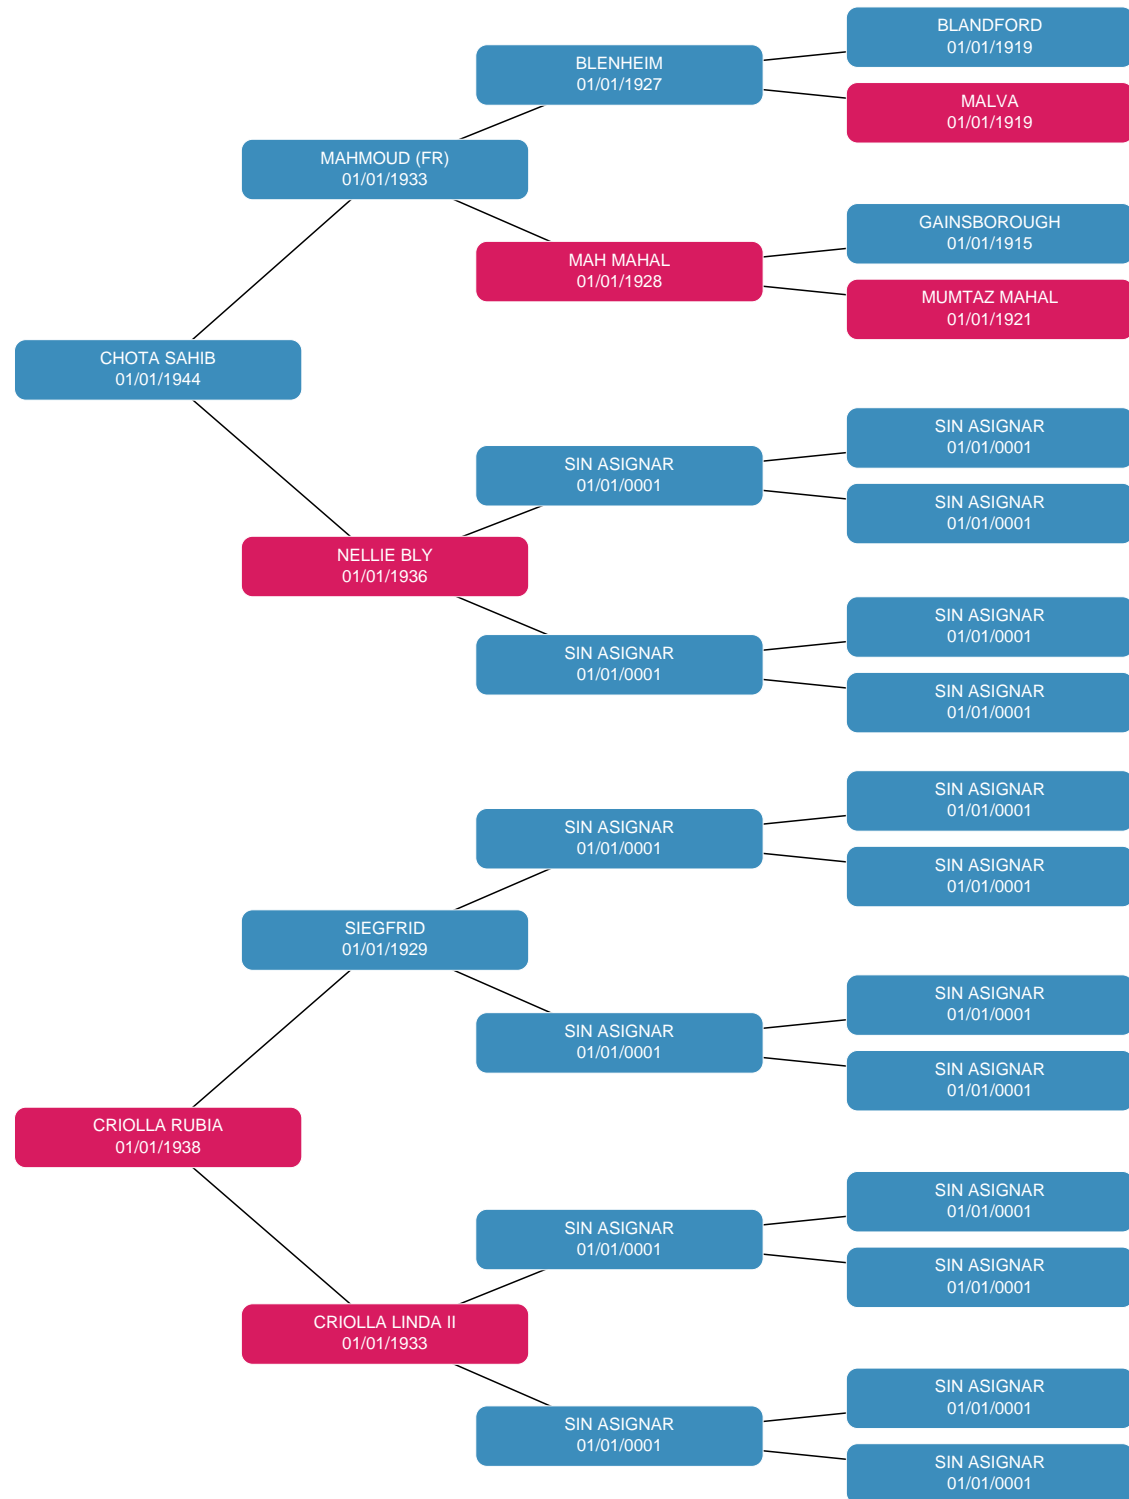 BLANDFORD
01/01/1919
BLENHEIM
01/01/1927
MALVA
01/01/1919
MAHMOUD (FR)
01/01/1933
GAINSBOROUGH
01/01/1915
MAH MAHAL
01/01/1928
MUMTAZ MAHAL
01/01/1921
CHOTA SAHIB
01/01/1944
SIN ASIGNAR
01/01/0001
SIN ASIGNAR
01/01/0001
SIN ASIGNAR
01/01/0001
NELLIE BLY
01/01/1936
SIN ASIGNAR
01/01/0001
SIN ASIGNAR
01/01/0001
SIN ASIGNAR
01/01/0001
SIN ASIGNAR
01/01/0001
SIN ASIGNAR
01/01/0001
SIN ASIGNAR
01/01/0001
SIEGFRID
01/01/1929
SIN ASIGNAR
01/01/0001
SIN ASIGNAR
01/01/0001
SIN ASIGNAR
01/01/0001
CRIOLLA RUBIA
01/01/1938
SIN ASIGNAR
01/01/0001
SIN ASIGNAR
01/01/0001
SIN ASIGNAR
01/01/0001
CRIOLLA LINDA II
01/01/1933
SIN ASIGNAR
01/01/0001
SIN ASIGNAR
01/01/0001
SIN ASIGNAR
01/01/0001